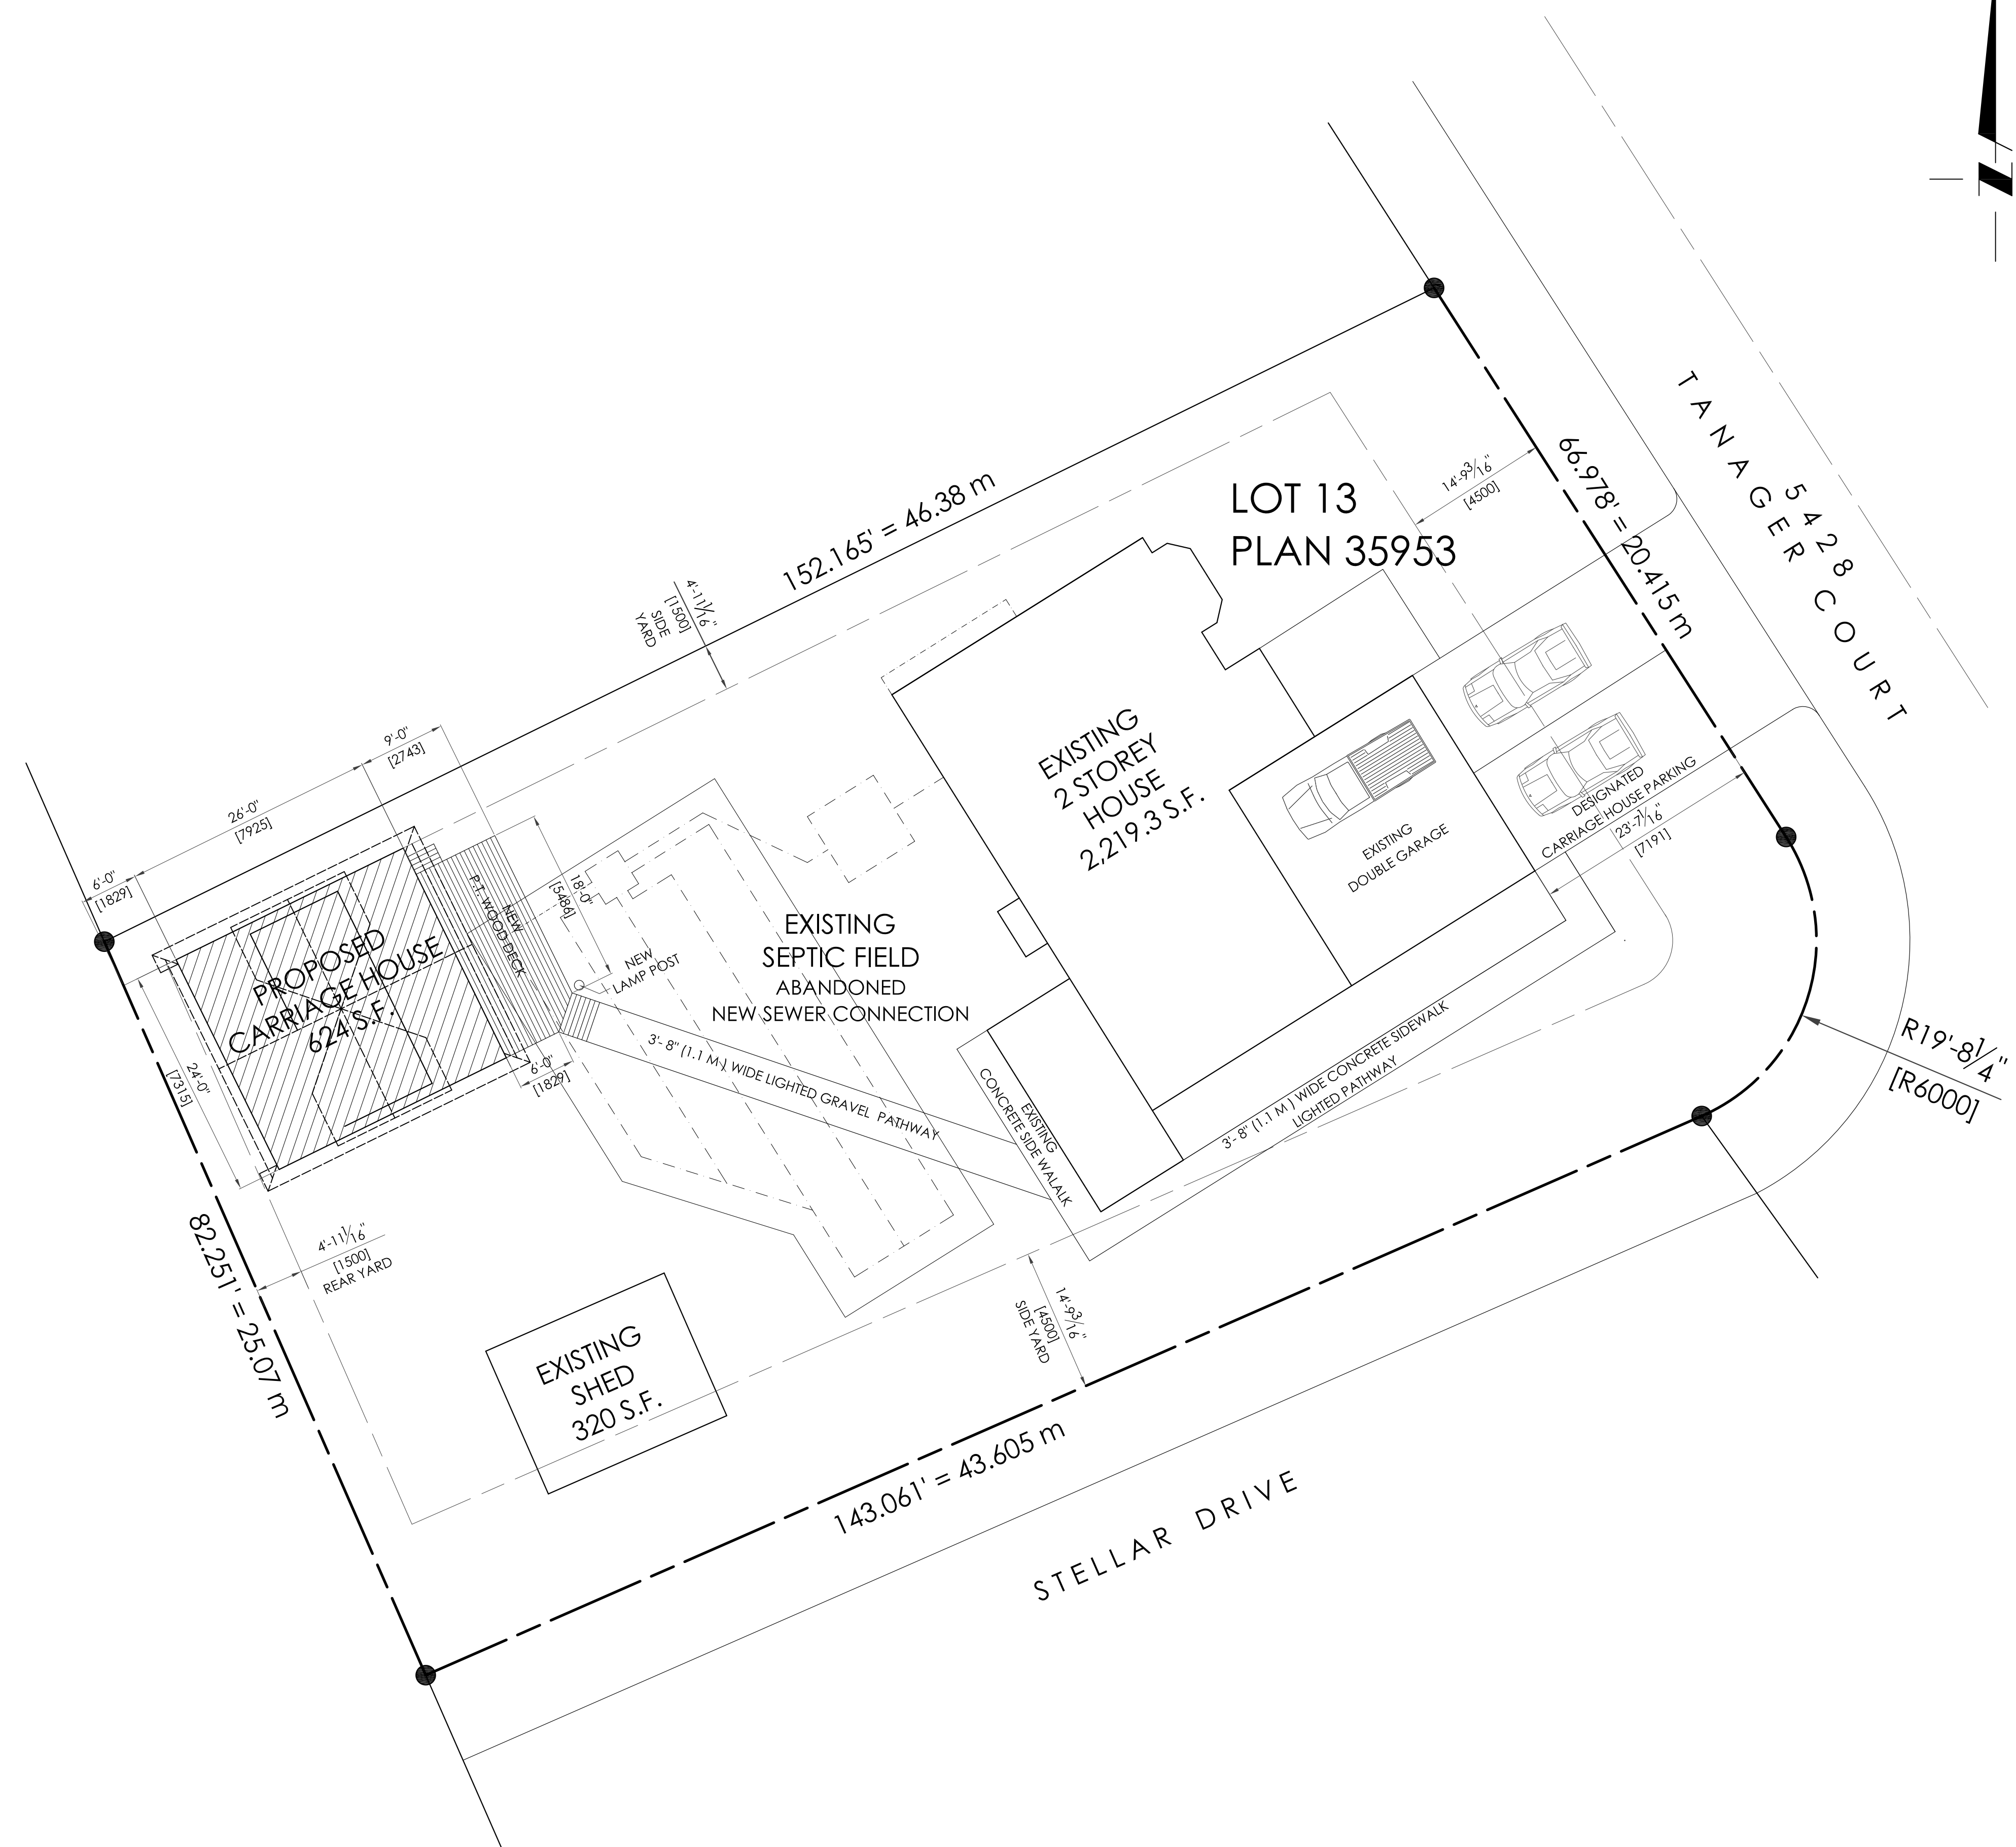 N
5428
TANAGER COURT
66.978' = 20.415 m
14'-9 3/16"
[4500]
LOT 13
PLAN 35953
152.165' = 46.38 m
4'-11 1/16"
[1500]
SIDE
YARD
9'-0"
[2743]
26'-0"
[7925]
6'-0"
[1829]
PROPOSED
CARRIAGE HOUSE
624 S.F.
24'-0"
[7315]
NEW
P.T. WOOD DECK
18'-0"
[5486]
NEW
LAMP POST
6'-0"
[1829]
EXISTING
SEPTIC FIELD
ABANDONED
NEW SEWER CONNECTION
3'- 8" (1.1 M ) WIDE LIGHTED GRAVEL PATHWAY
EXISTING
2 STOREY
HOUSE
2,219.3 S.F.
EXISTING
DOUBLE GARAGE
DESIGNATED
CARRIAGE HOUSE PARKING
23'-7 1/16"
[7191]
3'- 8" (1.1 M ) WIDE CONCRETE SIDEWALK
LIGHTED PATHWAY
EXISTING
CONCRETE SIDE WALALK
R19'-8 1/4"
[R6000]
4'-11 1/16"
[1500]
REAR YARD
82.251' = 25.07 m
EXISTING
SHED
320 S.F.
14'-9 3/16"
[4500]
SIDE YARD
143.061' = 43.605 m
STELLAR DRIVE